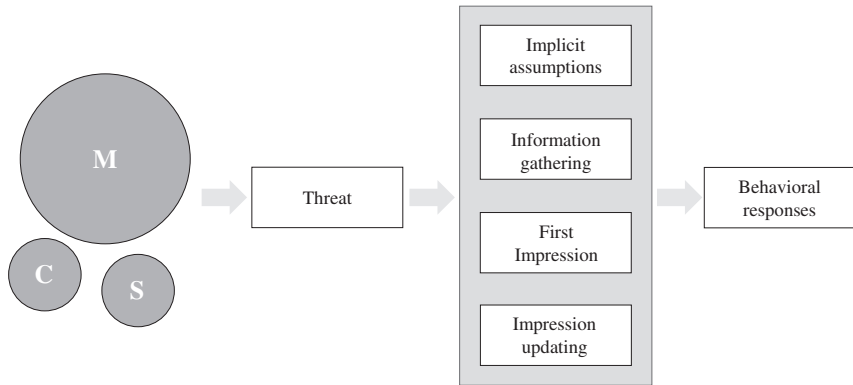 M
C
S
Threat
Implicit
assumptions
Information
gathering
First
Impression
Impression
updating
Behavioral
responses